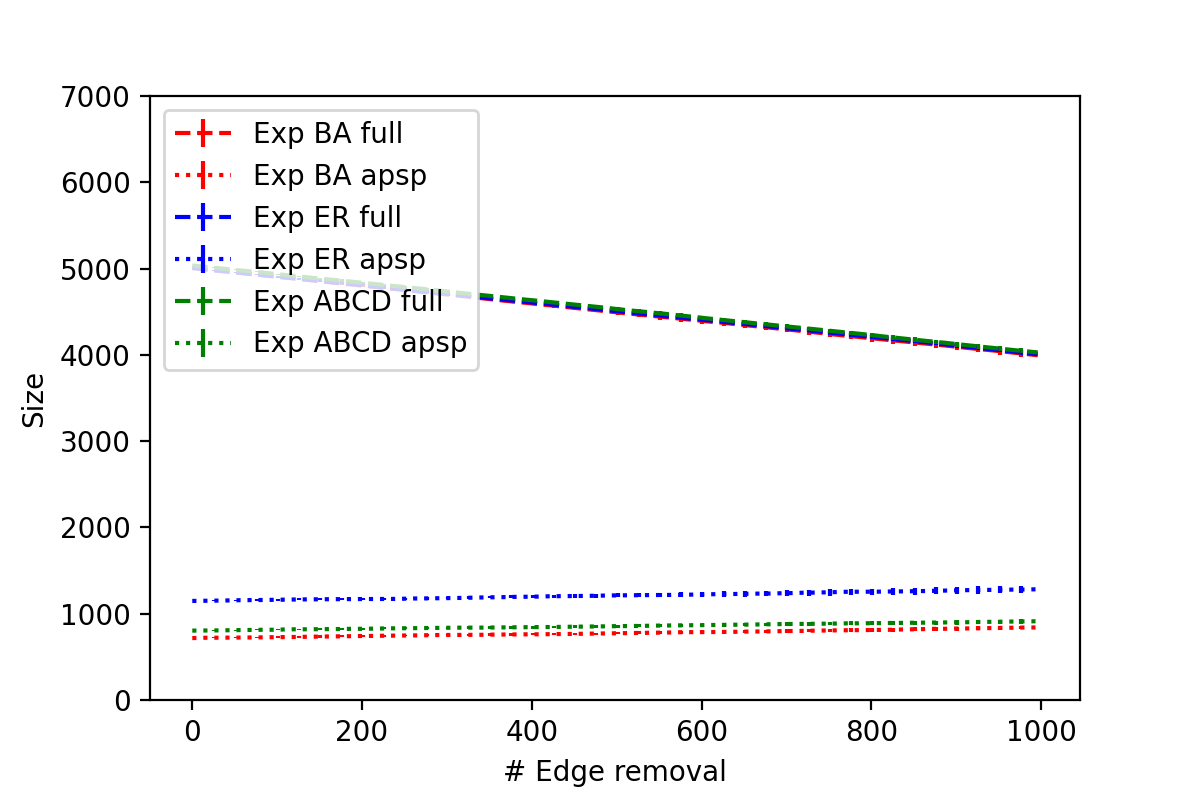 7000
6000
5000
4000
3000
2000
1000
0
Size
Exp BA full
Exp BA apsp
Exp ER full
Exp ER apsp
Exp ABCD full
Exp ABCD apsp
0 200 400 600 800 1000
# Edge removal